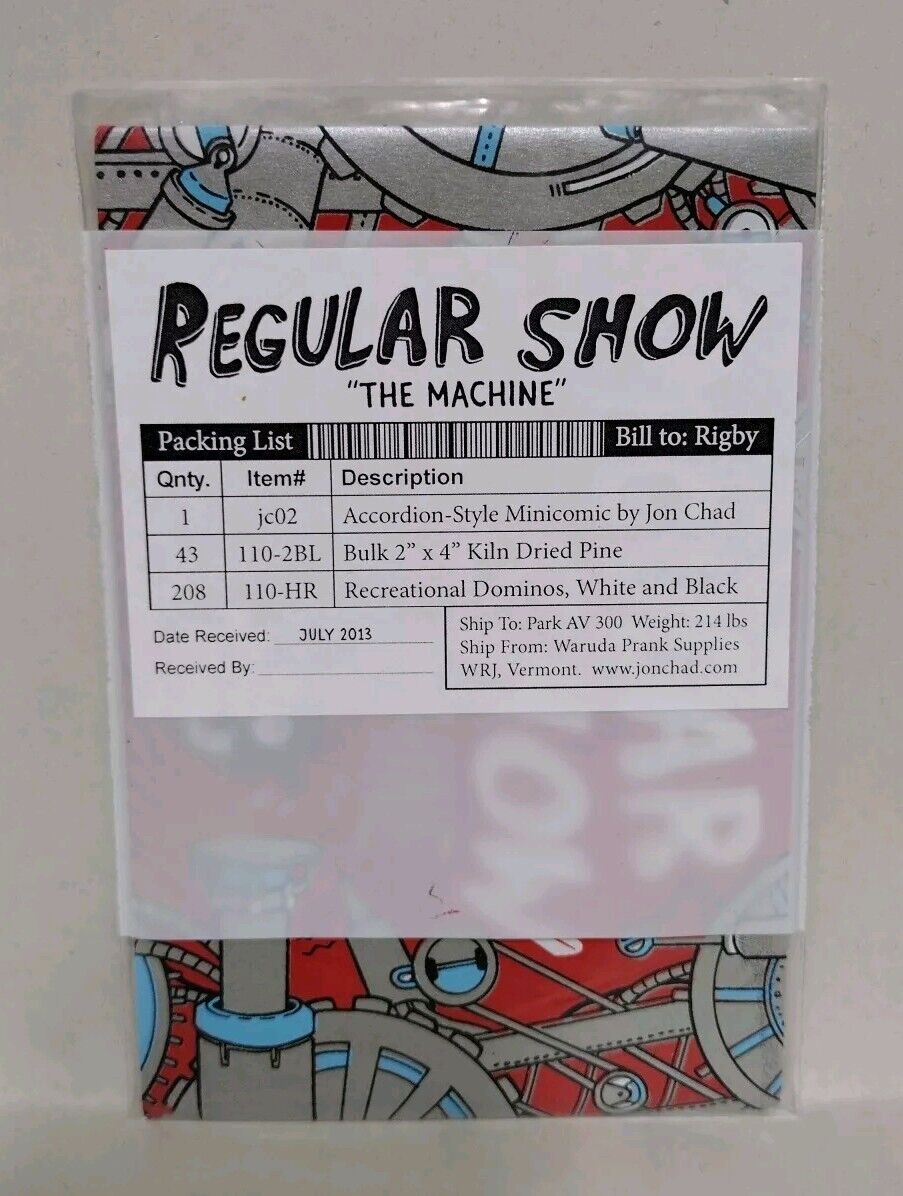 REGULAR SHOW
"THE MACHINE"
Packing List Bill to: Rigby
Qnty. Item# Description
1 jc02 Accordion-Style Minicomic by Jon Chad
43 110-2BL Bulk 2" x 4" Kiln Dried Pine
208 110-HR Recreational Dominos, White and Black
Date Received: JULY 2013
Received By:
Ship To: Park AV 300 Weight: 214 lbs
Ship From: Waruda Prank Supplies
WRJ, Vermont. www.jonchad.com